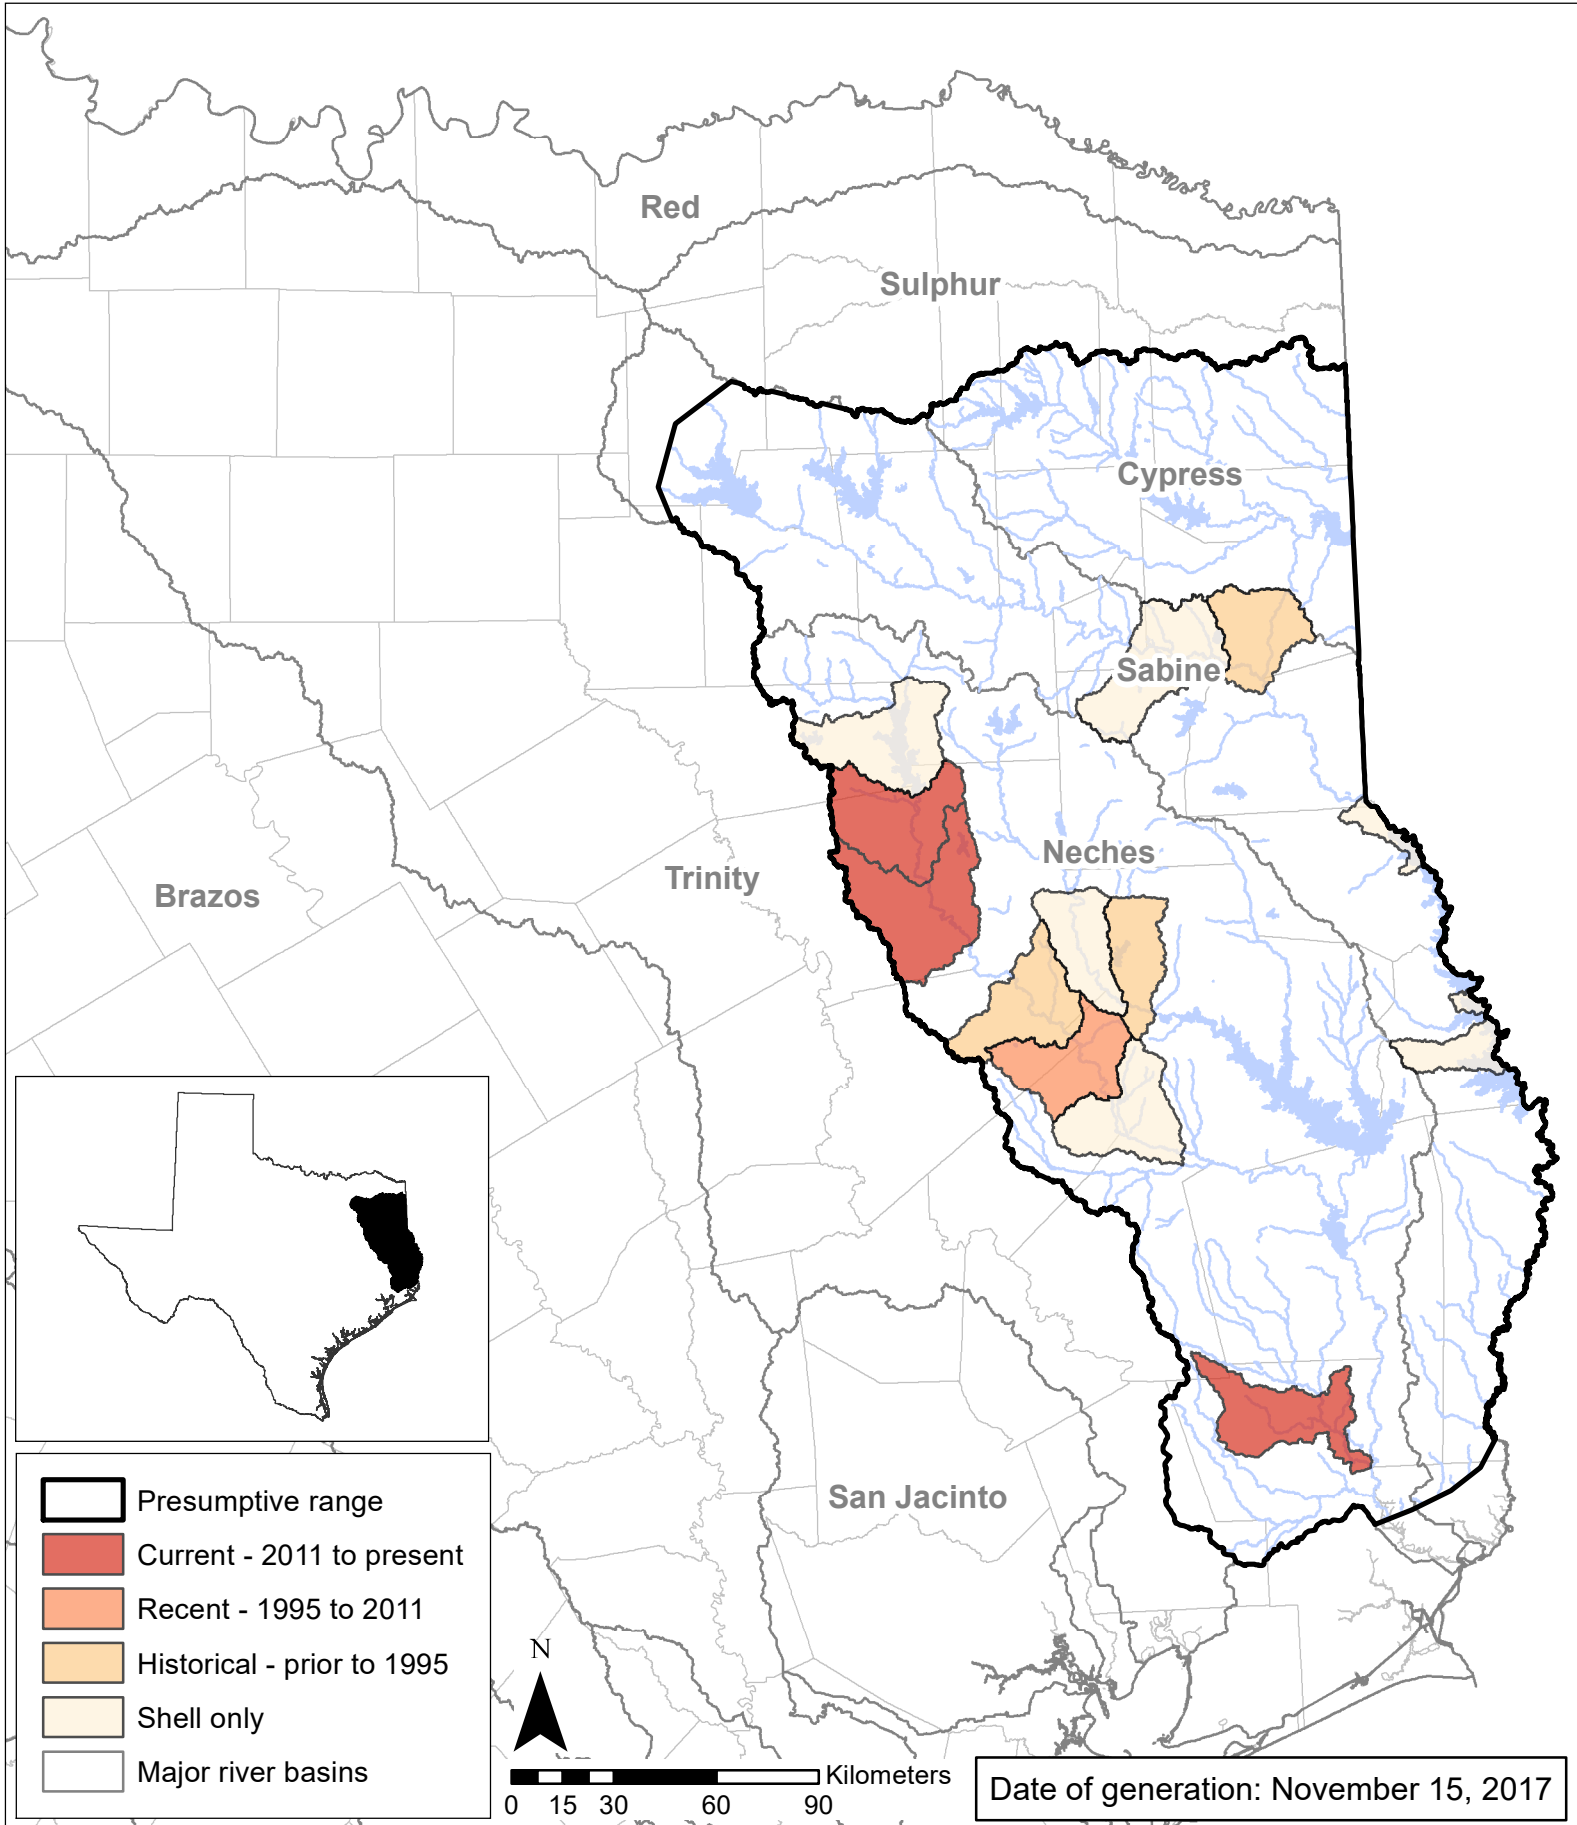 Red
Sulphur
Cypress
Sabine
Neches
Trinity
Brazos
San Jacinto
Presumptive range
Current - 2011 to present
Recent - 1995 to 2011
Historical - prior to 1995
Shell only
Major river basins
N
Kilometers
0 15 30 60 90
Date of generation: November 15, 2017